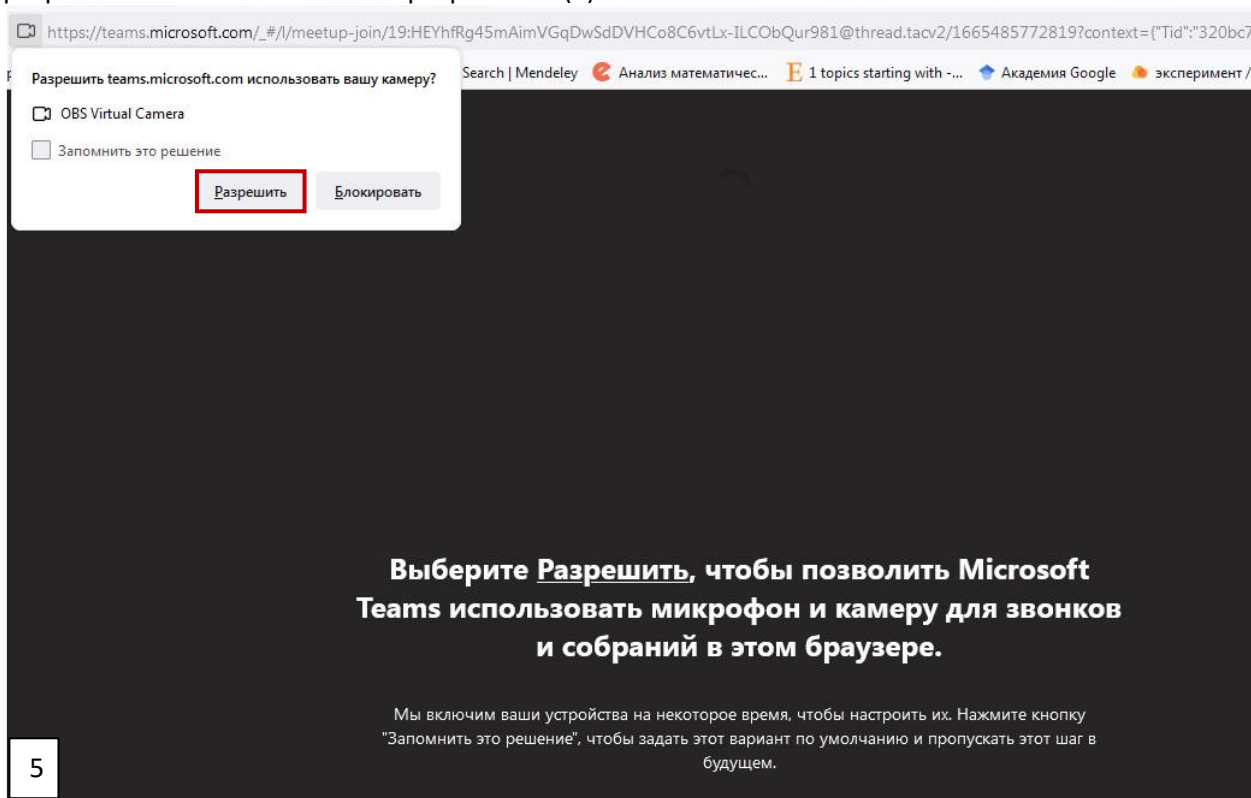 https://teams.microsoft.com/_#/l/meetup-join/19:HEYhfRg45mAimVGqDwSdDVHCo8C6vtLx-ILCObQur981@thread.tacv2/1665485772819?context={"Tid":"320bc7
Search | Mendeley Анализ математичес... E 1 topics starting with -... Академия Google эксперимент /
Разрешить teams.microsoft.com использовать вашу камеру?
OBS Virtual Camera
Запомнить это решение
Разрешить Блокировать
Выберите Разрешить, чтобы позволить Microsoft
Teams использовать микрофон и камеру для звонков
и собраний в этом браузере.
Мы включим ваши устройства на некоторое время, чтобы настроить их. Нажмите кнопку
"Запомнить это решение", чтобы задать этот вариант по умолчанию и пропускать этот шаг в
будущем.
5